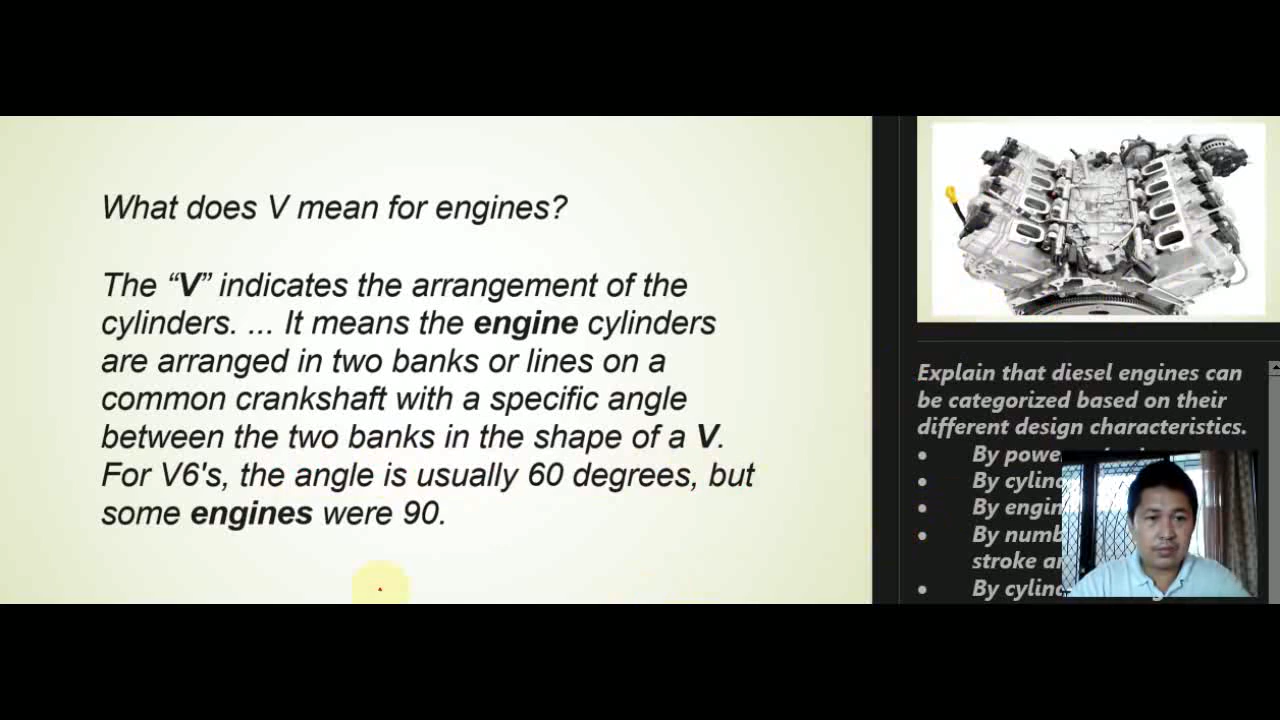 What does V mean for engines?
The “V” indicates the arrangement of the
cylinders. ... It means the engine cylinders
are arranged in two banks or lines on a
common crankshaft with a specific angle
between the two banks in the shape of a V.
For V6's, the angle is usually 60 degrees, but
some engines were 90.
Explain that diesel engines can
be categorized based on their
different design characteristics.
• By
• By
• By
• By
stroke
• By